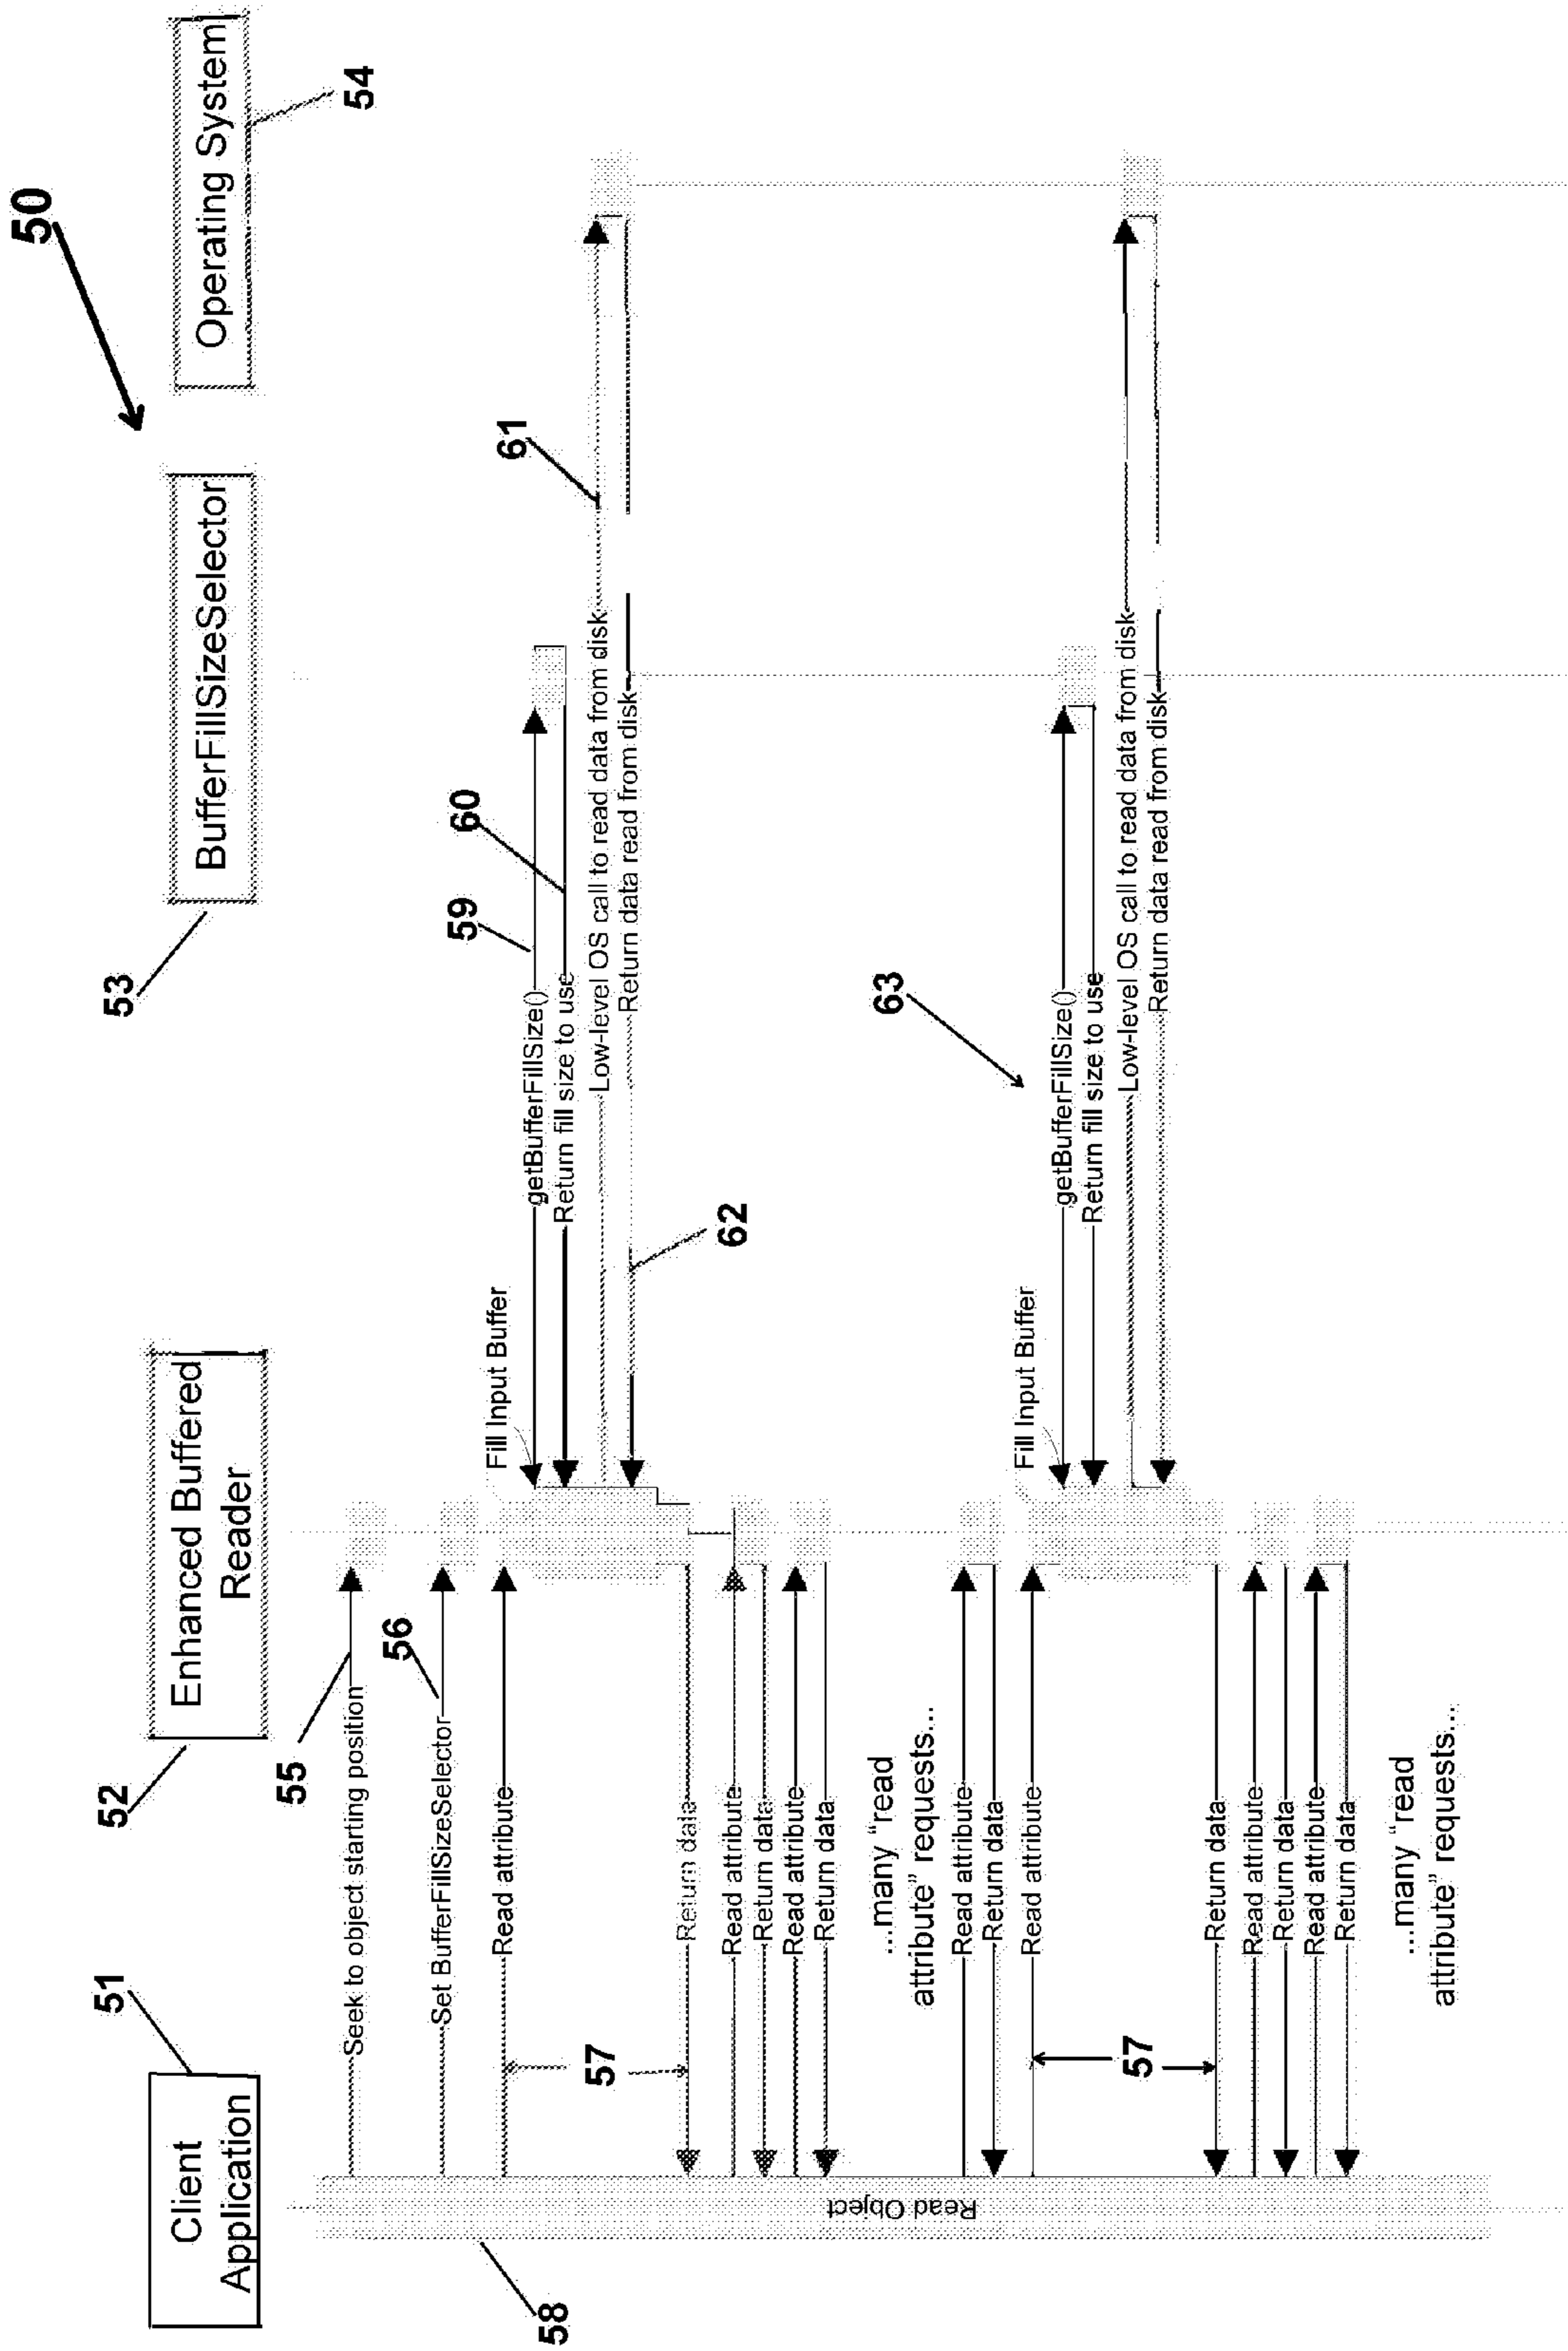 50
51
Client
Application
52
Enhanced Buffered
Reader
53
BufferFillSizeSelector
Operating System
54
55
Seek to object starting position
56
Set BufferFillSizeSelector
Read attribute
Fill Input Buffer
59
getBufferFillSize()
60
Return fill size to use
61
Low-level OS call to read data from disk
Return data read from disk
62
57
Return data
Read attribute
Return data
Read attribute
Return data
58
Read Object
...many “read
attribute” requests...
Read attribute
Return data
Read attribute
Fill Input Buffer
63
getBufferFillSize()
Return fill size to use
Low-level OS call to read data from disk
Return data read from disk
57
Return data
Read attribute
Return data
Read attribute
Return data
...many “read
attribute” requests...